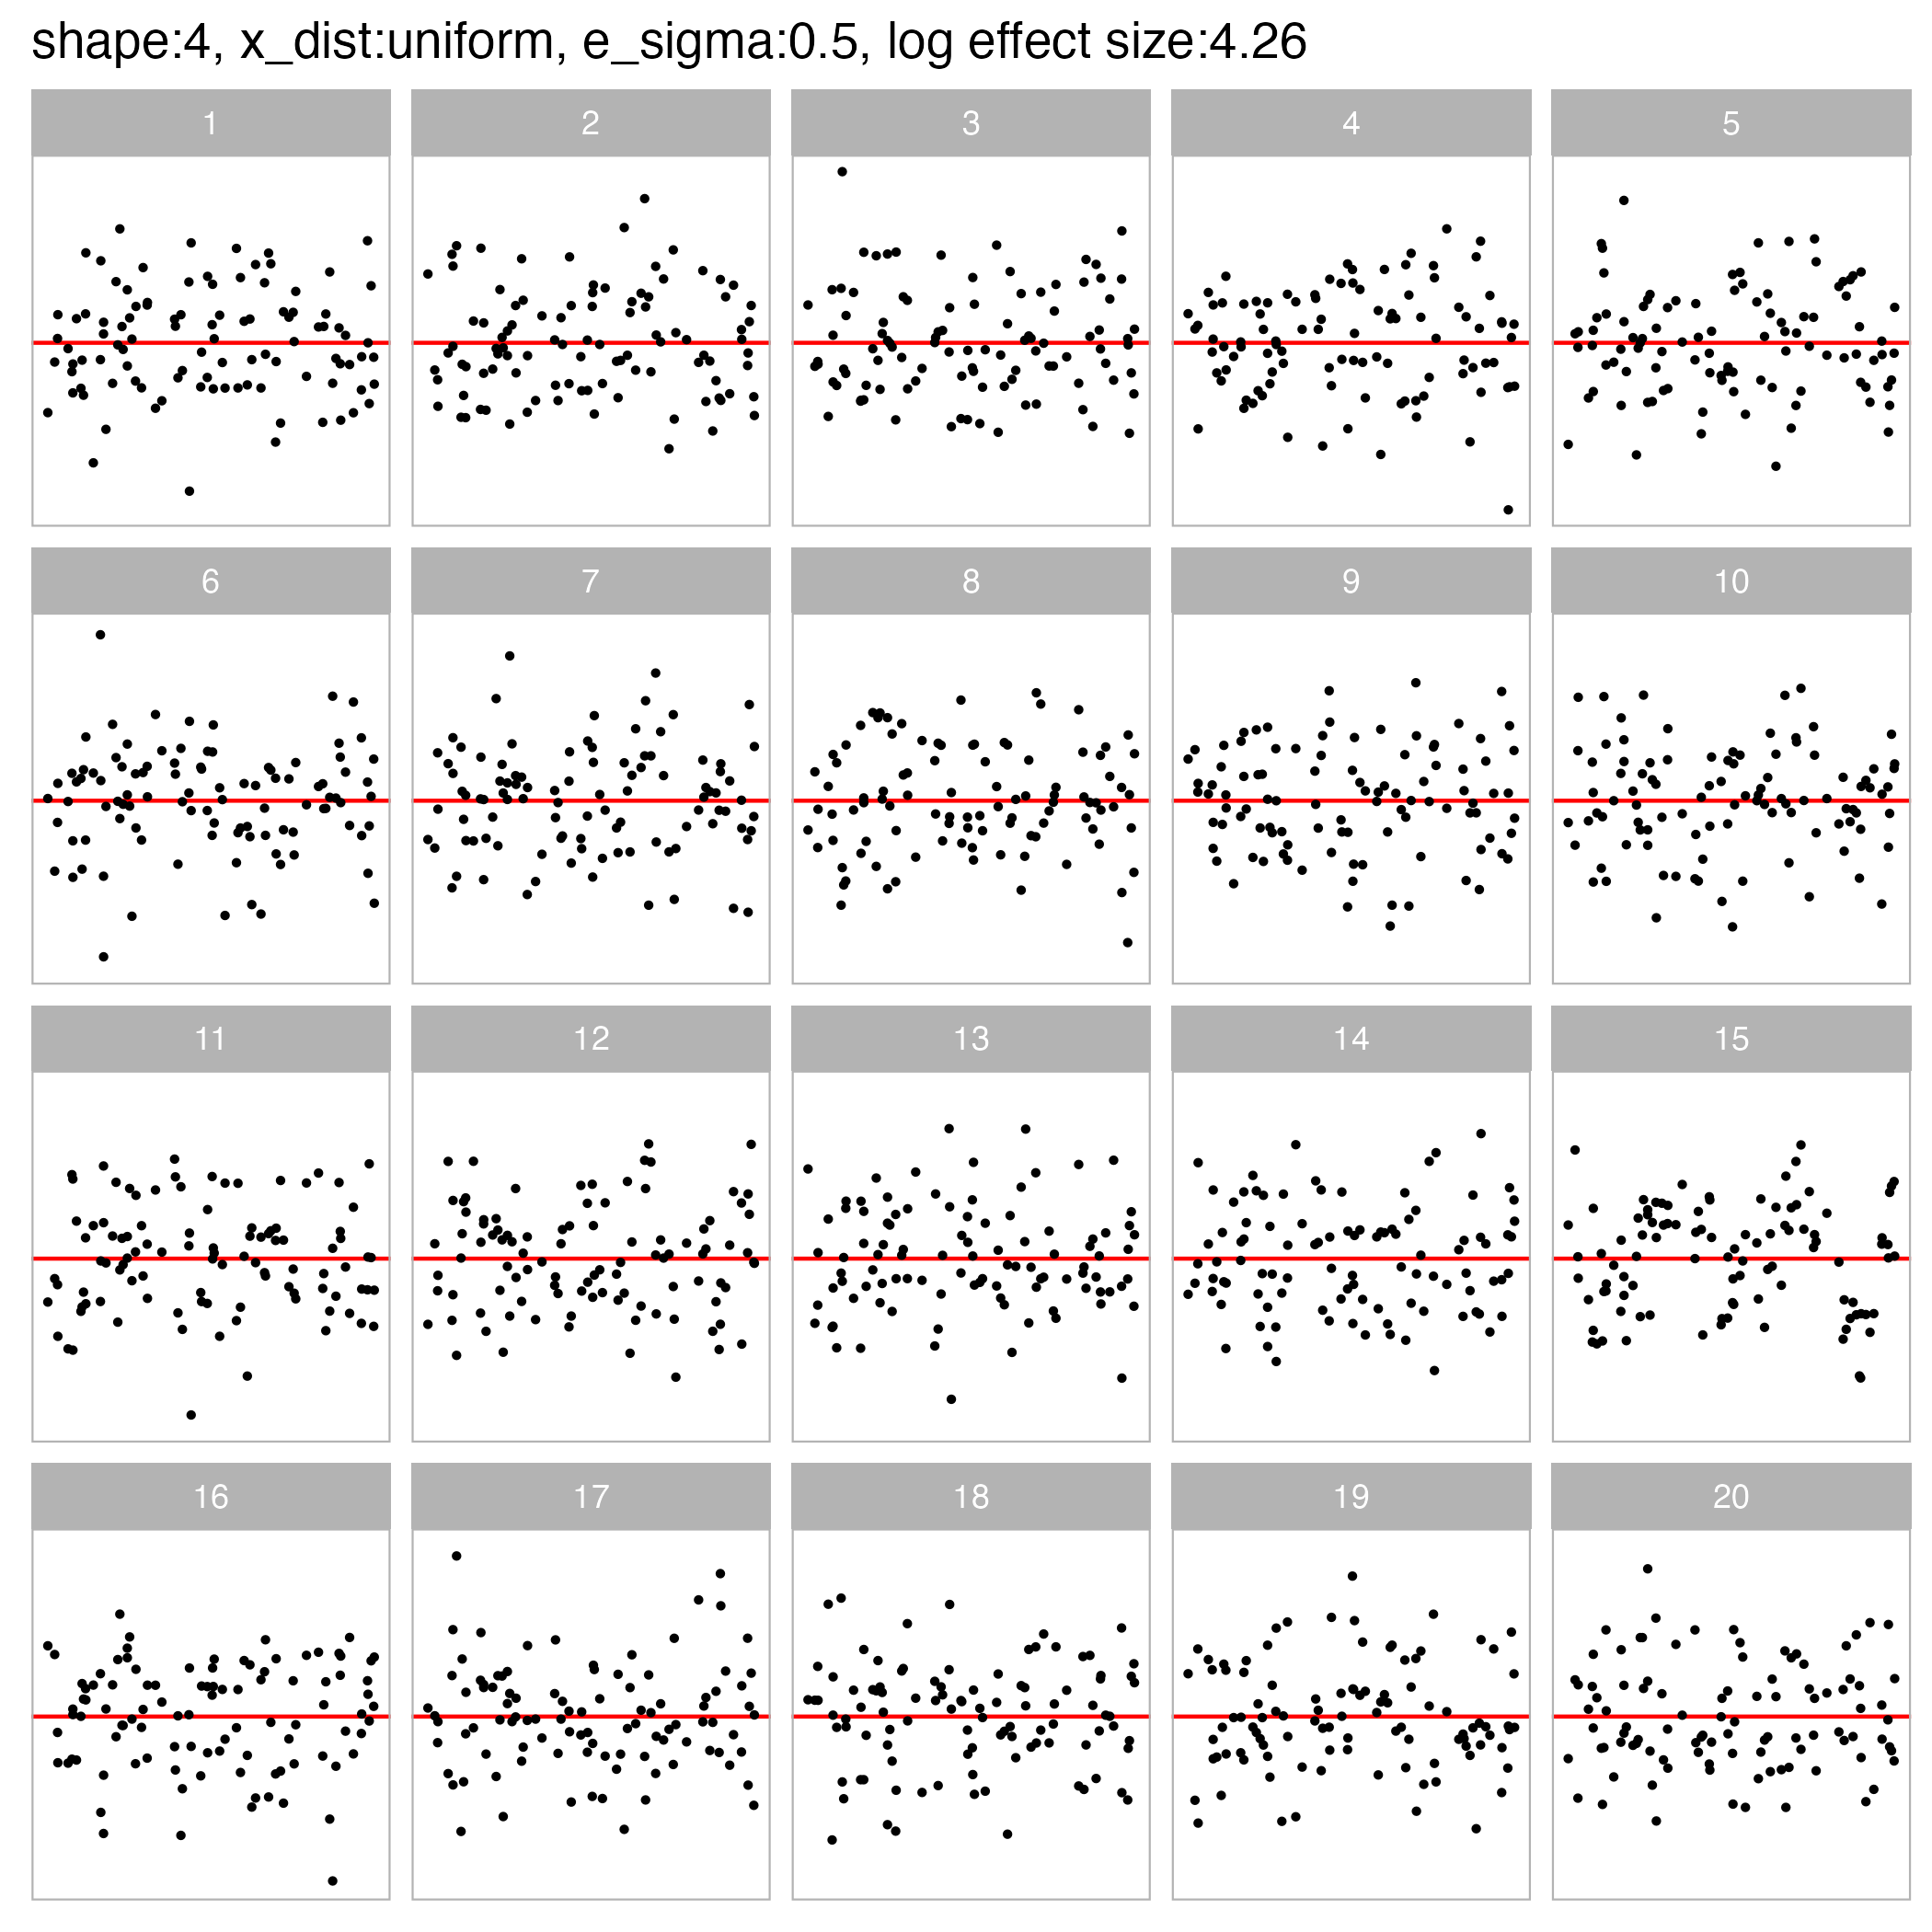 shape:4, x_dist:uniform, e_sigma:0.5, log effect size:4.26
1 2 3 4 5
6 7 8 9 10
11 12 13 14 15
16 17 18 19 20